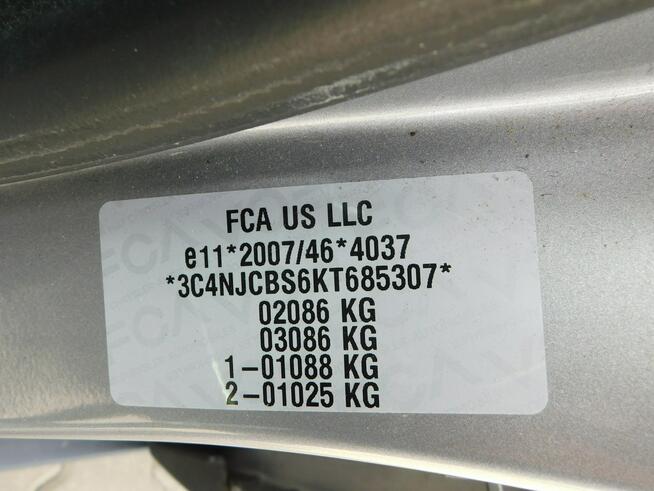 FCA US LLC
e11*2007/46*4037
*3C4NJCBS6KT685307*
02086 KG
03086 KG
1-01088 KG
2-01025 KG